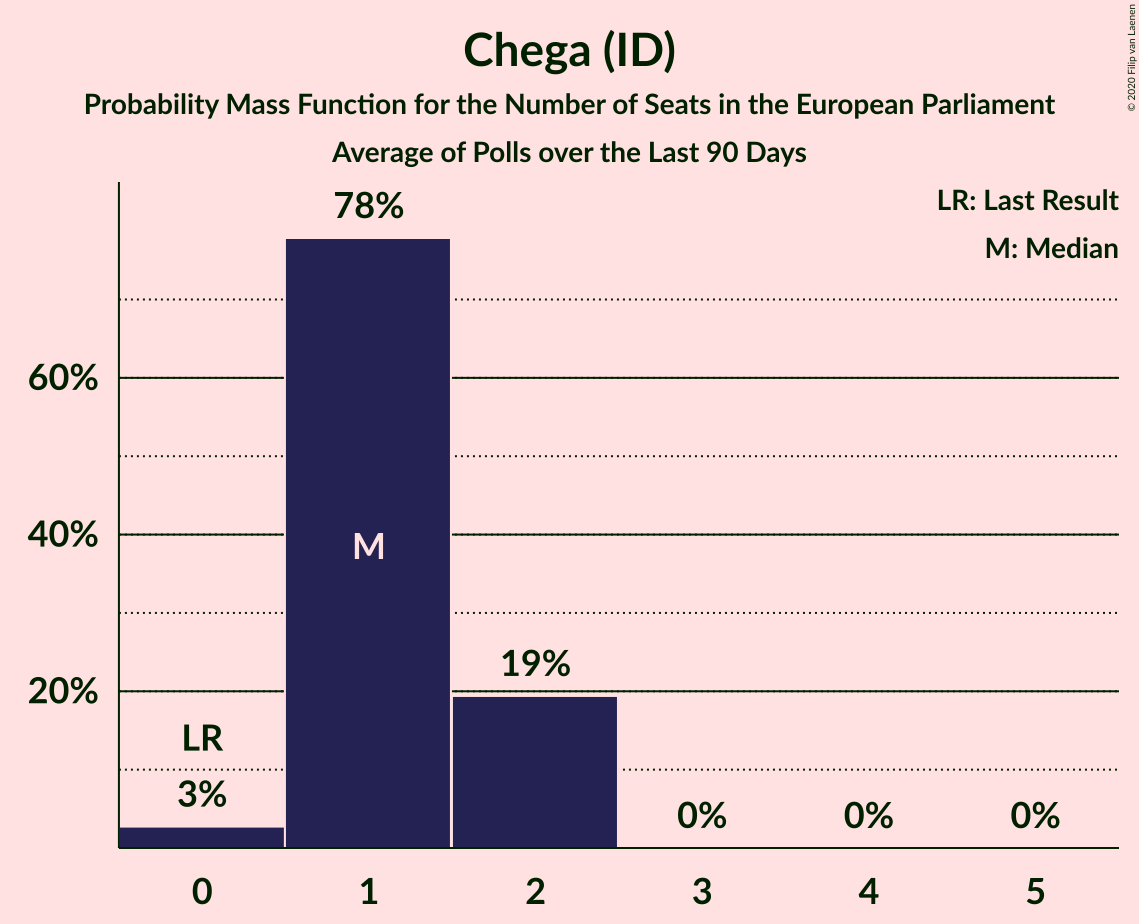 Chega (ID)
Probability Mass Function for the Number of Seats in the European Parliament
Average of Polls over the Last 90 Days
© 2020 Filip van Laenen
LR: Last Result
M: Median
78%
60%
40%
M
19%
20%
LR
3%
0%
0%
0%
0
1
2
3
4
5